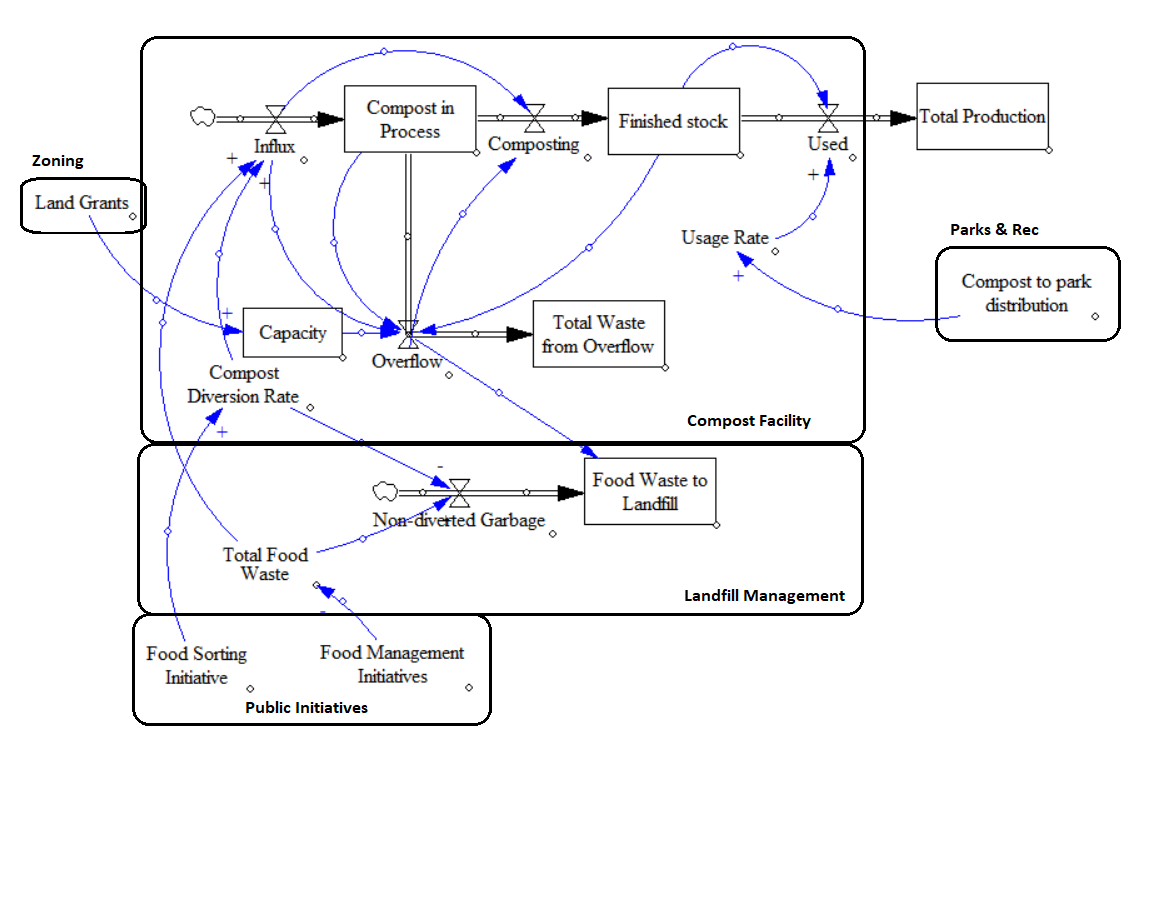 Compost in
Process
Finished stock
Total Production
Influx
Composting
Used
+
+
+
Zoning
Land Grants
Usage Rate
+
Parks & Rec
Compost to park
distribution
+
Capacity
Overflow
Total Waste
from Overflow
Compost
Diversion Rate
+
Compost Facility
-
Non-diverted Garbage
+
Food Waste to
Landfill
Total Food
Waste
Landfill Management
-
Food Sorting
Initiative
Food Management
Initiatives
Public Initiatives